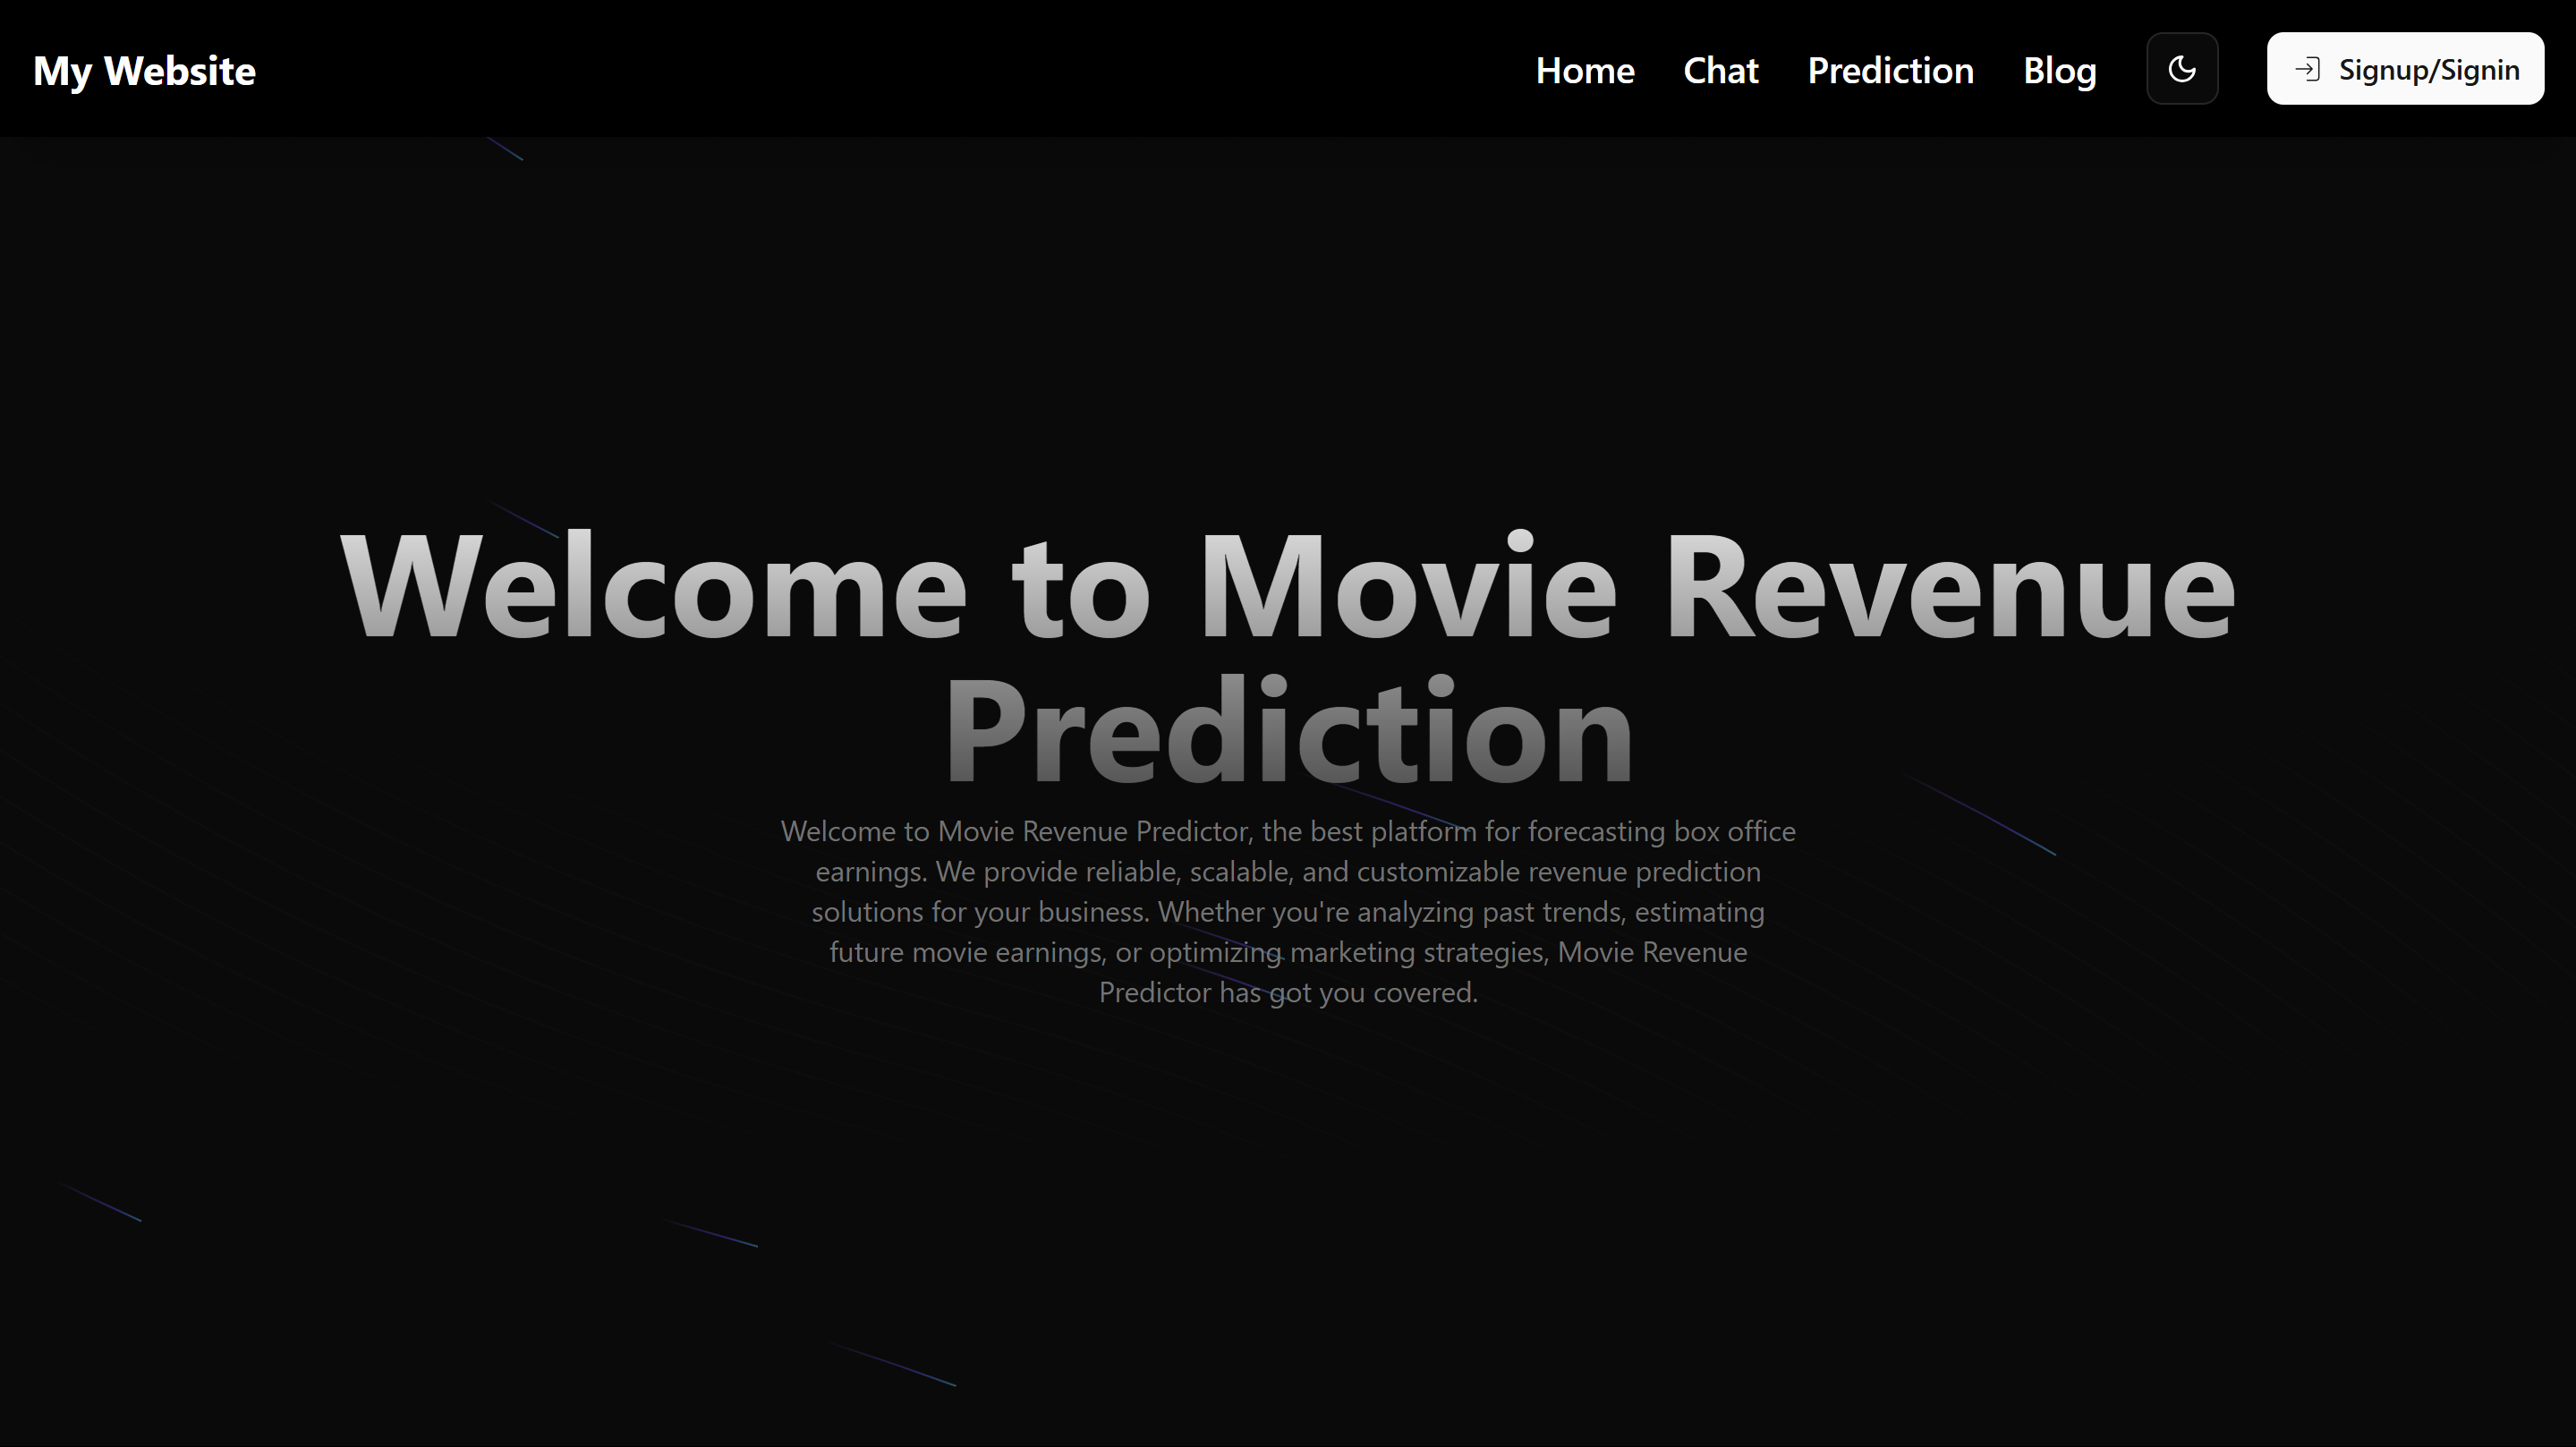 My Website
Home
Chat
Prediction
Blog
Signup/Signin
Welcome to Movie Revenue
Prediction
Welcome to Movie Revenue Predictor, the best platform for forecasting box office
earnings. We provide reliable, scalable, and customizable revenue prediction
solutions for your business. Whether you're analyzing past trends, estimating
future movie earnings, or optimizing marketing strategies, Movie Revenue
Predictor has got you covered.